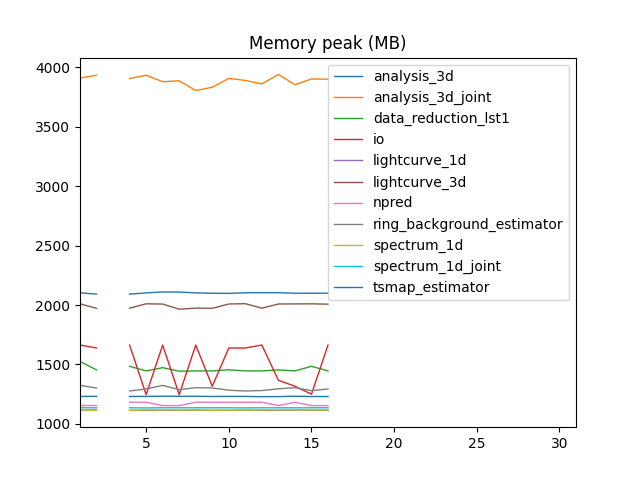 Memory peak (MB)
4000
3500
3000
2500
2000
1500
1000
5
10
15
20
25
30
analysis_3d
analysis_3d_joint
data_reduction_lst1
io
lightcurve_1d
lightcurve_3d
npred
ring_background_estimator
spectrum_1d
spectrum_1d_joint
tsmap_estimator